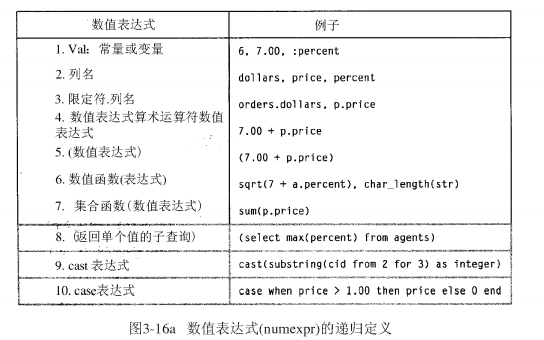 数值表达式 例子
1. Val: 常量或变量 6, 7.00, :percent
2. 列名 dollars, price, percent
3. 限定符.列名 orders.dollars, p.price
4. 数值表达式算术运算符数值
表达式 7.00 + p.price
5. (数值表达式) (7.00 + p.price)
6. 数值函数(表达式) sqrt(7 + a.percent), char_length(str)
7. 集合函数(数值表达式) sum(p.price)
8. (返回单个值的子查询) (select max(percent) from agents)
9. cast 表达式 cast(substring(cid from 2 for 3) as integer)
10. case表达式 case when price > 1.00 then price else 0 end
图3-16a 数值表达式(numexpr)的递归定义